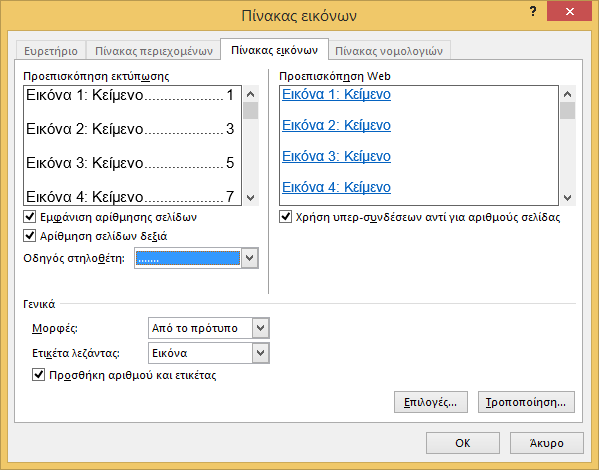 Πίνακας εικόνων
?
Ευρετήριο Πίνακας περιεχομένων Πίνακας εικόνων Πίνακας νομολογιών
Προεπισκόπηση εκτύπωσης
Εικόνα 1: Κείμενο..................... 1
Εικόνα 2: Κείμενο..................... 3
Εικόνα 3: Κείμενο..................... 5
Εικόνα 4: Κείμενο..................... 7
Εμφάνιση αρίθμησης σελίδων
Αρίθμηση σελίδων δεξιά
Οδηγός στηλοθέτη: .......
Προεπισκόπηση Web
Εικόνα 1: Κείμενο
Εικόνα 2: Κείμενο
Εικόνα 3: Κείμενο
Εικόνα 4: Κείμενο
Χρήση υπερ-συνδέσεων αντί για αριθμούς σελίδας
Γενικά
Μορφές: Από το πρότυπο
Ετικέτα λεζάντας: Εικόνα
Προσθήκη αριθμού και ετικέτας
Επιλογές... Τροποποίηση...
OK Άκυρο